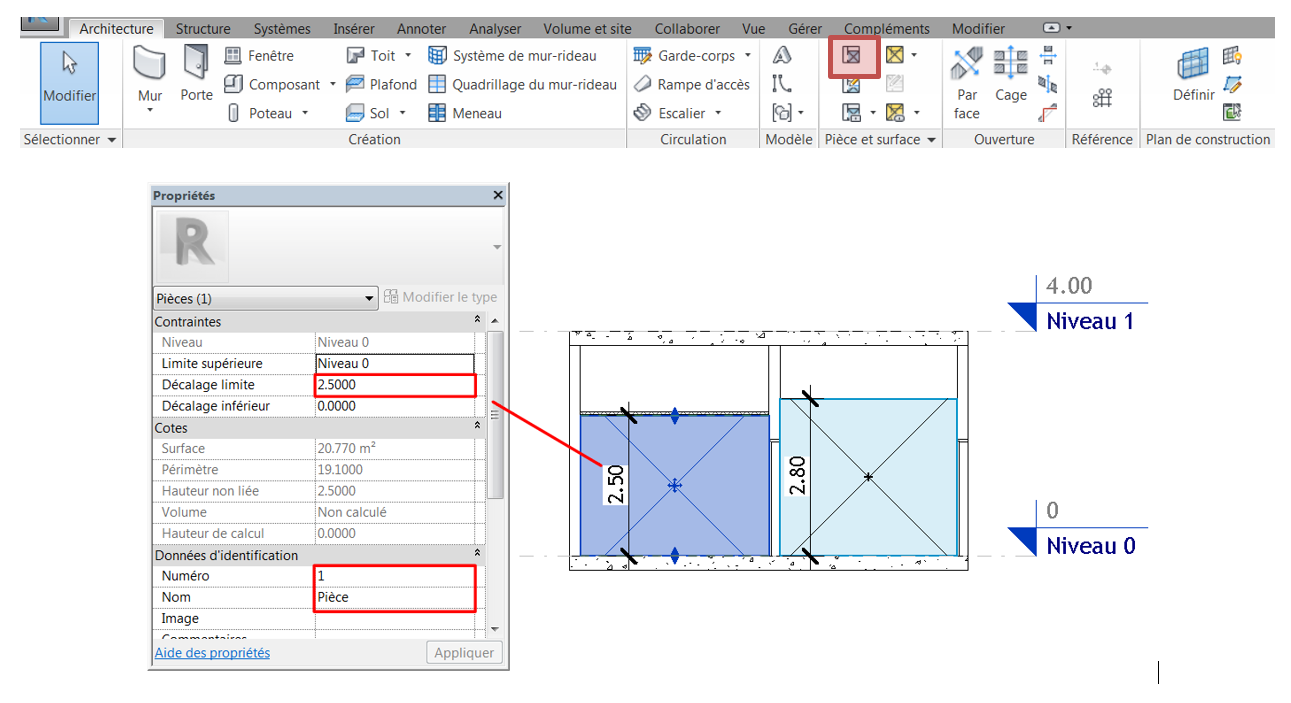 Architecture Structure Systèmes Insérer Annoter Analyser Volume et site Collaborer Vue Gérer Compléments Modifier
Modifier
Mur
Porte
Fenêtre
Composant
Poteau
Toit
Plafond
Sol
Système de mur-rideau
Quadrillage du mur-rideau
Meneau
Garde-corps
Rampe d'accès
Escalier
Par
face
Cage
Définir
Sélectionner
Création
Circulation
Modèle
Pièce et surface
Ouverture
Référence
Plan de construction
Propriétés
R
Pièces (1)
Modifier le type
Contraintes
Niveau Niveau 0
Limite supérieure Niveau 0
Décalage limite 2.5000
Décalage inférieur 0.0000
Cotes
Surface 20.770 m²
Périmètre 19.1000
Hauteur non liée 2.5000
Volume Non calculé
Hauteur de calcul 0.0000
Données d'identification
Numéro 1
Nom Pièce
Image
Commentaires
Aide des propriétés
Appliquer
4.00
Niveau 1
2.50
2.80
0
Niveau 0